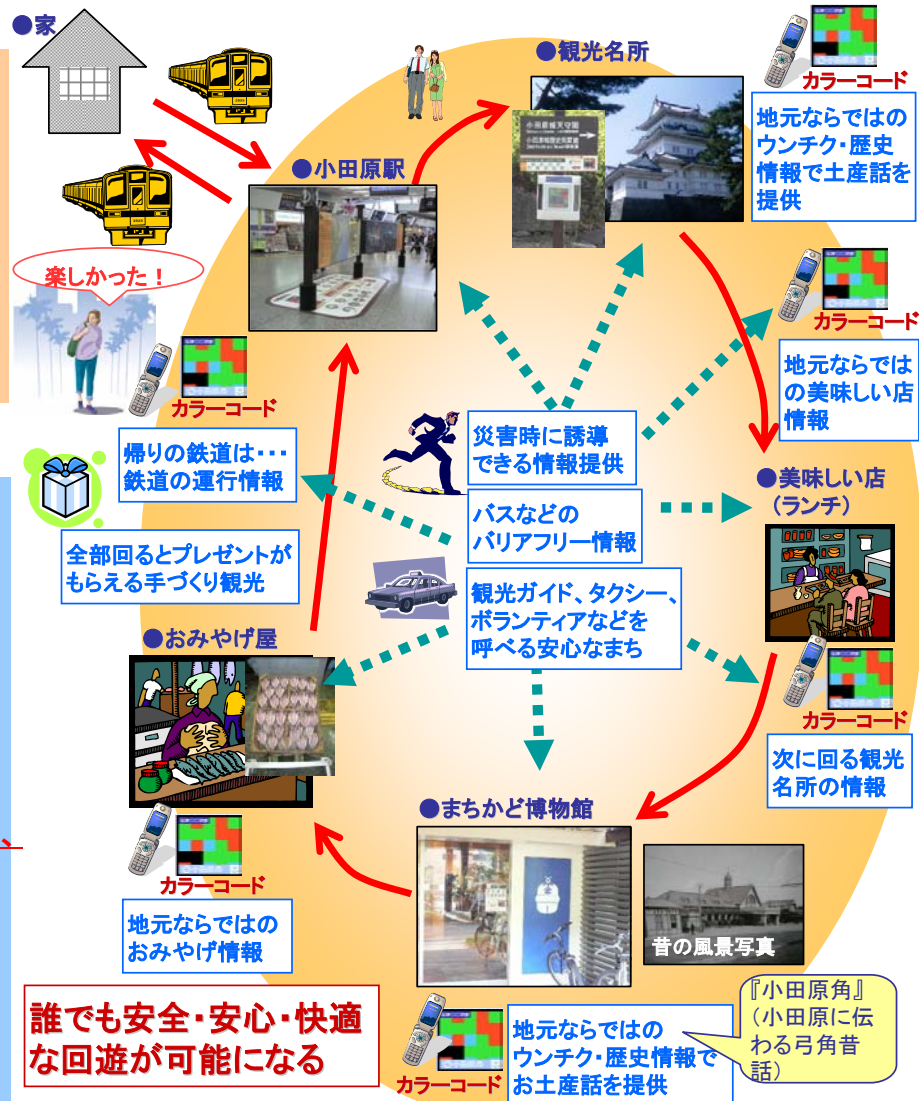 ●家
●観光名所
カラーコード
地元ならではの
ウンチク・歴史
情報で土産話を
提供
●小田原駅
小田原城天守閣
楽しかった！
カラーコード
帰りの鉄道は・・・
鉄道の運行情報
カラーコード
地元ならでは
の美味しい店
情報
災害時に誘導
できる情報提供
バスなどの
バリアフリー情報
観光ガイド、タクシー、
ボランティアなどを
呼べる安心なまち
●美味しい店
（ランチ）
全部回るとプレゼントが
もらえる手づくり観光
●おみやげ屋
カラーコード
次に回る観光
名所の情報
●まちかど博物館
昔の風景写真
カラーコード
地元ならではの
おみやげ情報
誰でも安全・安心・快適
な回遊が可能になる
カラーコード
地元ならではの
ウンチク・歴史情報で
お土産話を提供
『小田原角』
（小田原に伝
わる弓角昔
話）